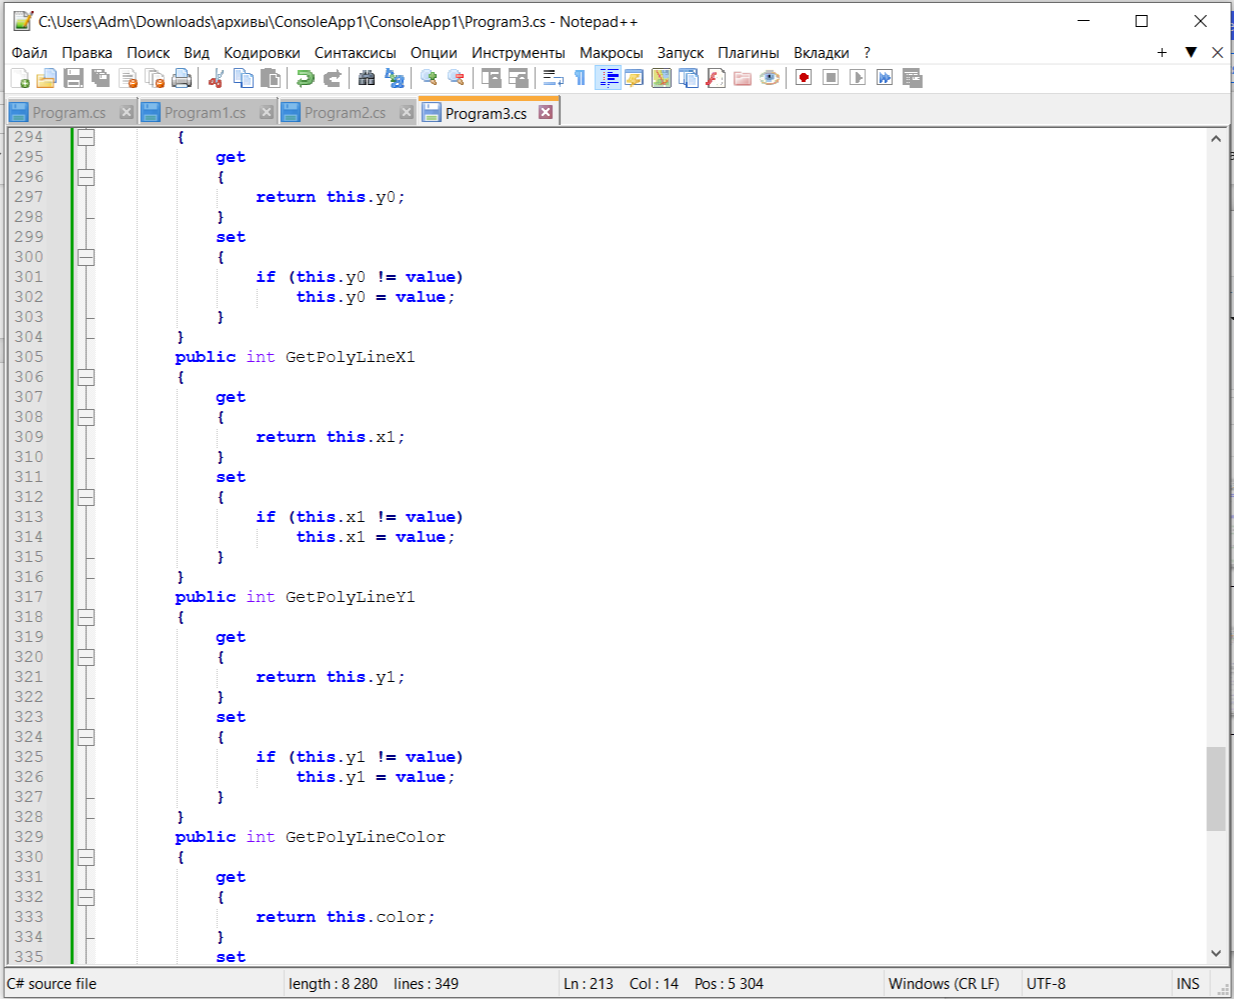 C:\Users\Adm\Downloads\архивы\ConsoleApp1\ConsoleApp1\Program3.cs - Notepad++
Файл Правка Поиск Вид Кодировки Синтаксисы Опции Инструменты Макросы Запуск Плагины Вкладки ?
Program.cs Program1.cs Program2.cs Program3.cs
294 {
295 get
296 {
297 return this.y0;
298 }
299 set
300 {
301 if (this.y0 != value)
302 this.y0 = value;
303 }
304 }
305 public int GetPolyLineX1
306 {
307 get
308 {
309 return this.x1;
310 }
311 set
312 {
313 if (this.x1 != value)
314 this.x1 = value;
315 }
316 }
317 public int GetPolyLineY1
318 {
319 get
320 {
321 return this.y1;
322 }
323 set
324 {
325 if (this.y1 != value)
326 this.y1 = value;
327 }
328 }
329 public int GetPolyLineColor
330 {
331 get
332 {
333 return this.color;
334 }
335 set
C# source file length : 8 280 lines : 349 Ln : 213 Col : 14 Pos : 5 304 Windows (CR LF) UTF-8 INS